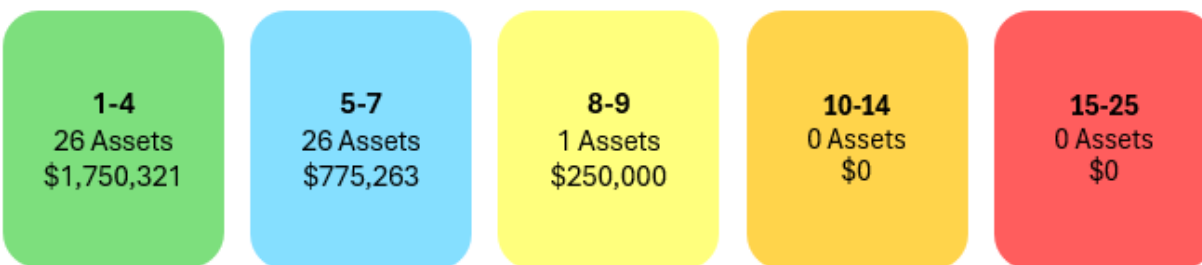 1-4
26 Assets
$1,750,321
5-7
26 Assets
$775,263
8-9
1 Assets
$250,000
10-14
0 Assets
$0
15-25
0 Assets
$0